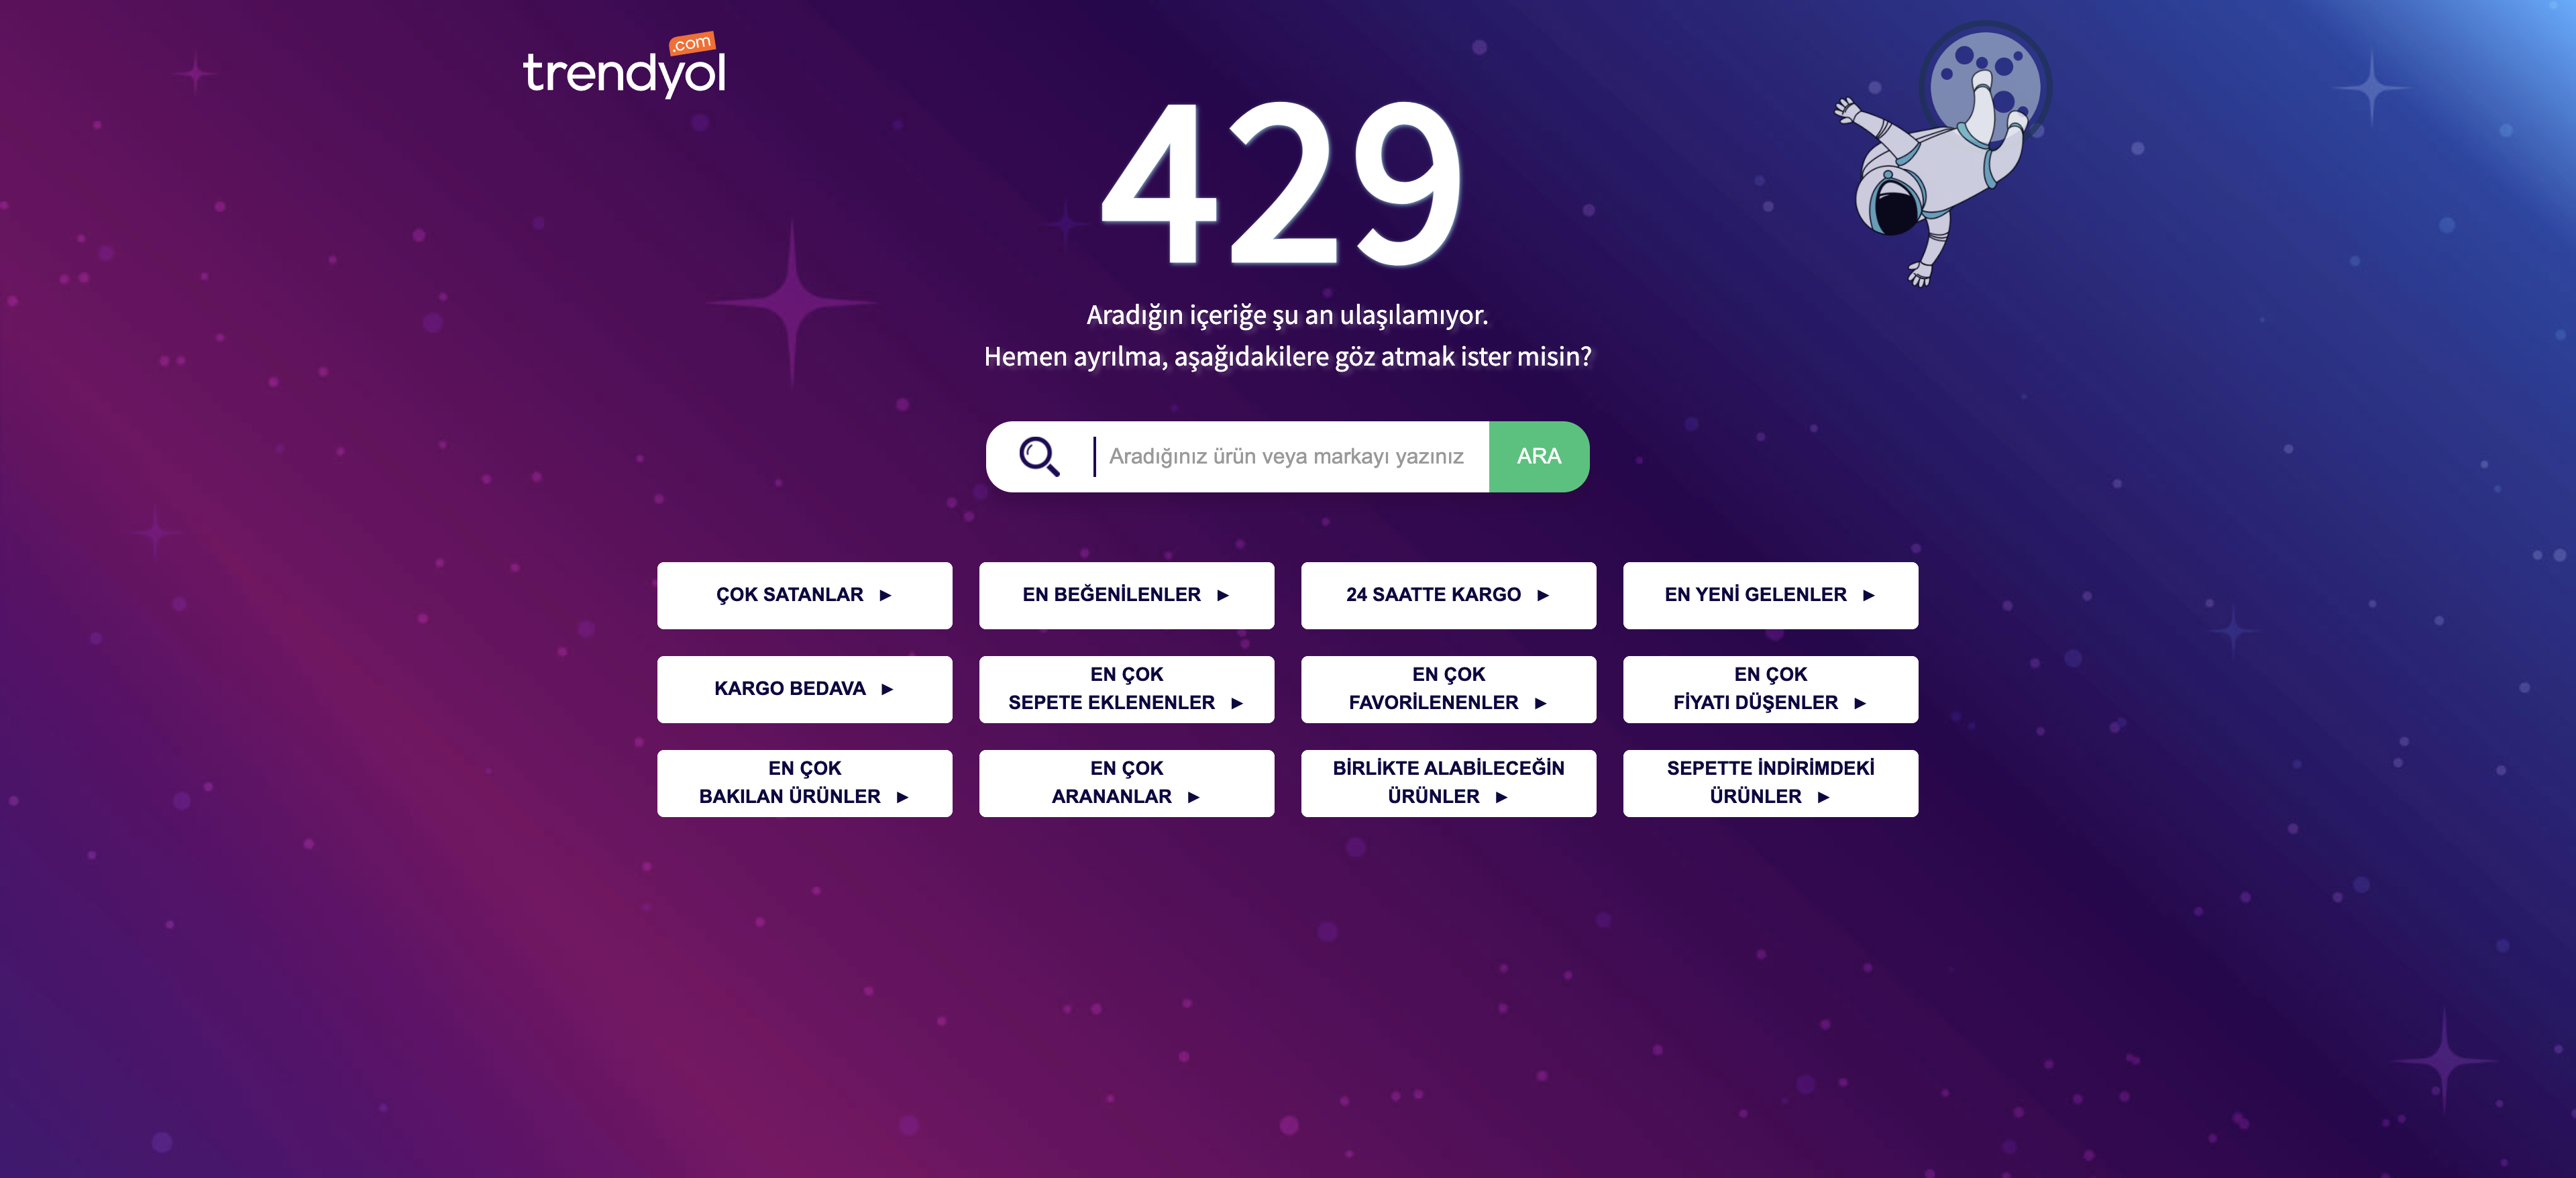 trendyol
.com
429
Aradığın içeriğe şu an ulaşılamıyor.
Hemen ayrılma, aşağıdakilere göz atmak ister misin?
Aradığınız ürün veya markayı yazınız
ARA
ÇOK SATANLAR ►
EN BEĞENİLENLER ►
24 SAATTE KARGO ►
EN YENİ GELENLER ►
KARGO BEDAVA ►
EN ÇOK
SEPETE EKLENENLER ►
EN ÇOK
FAVORİLENENLER ►
EN ÇOK
FİYATI DÜŞENLER ►
EN ÇOK
BAKILAN ÜRÜNLER ►
EN ÇOK
ARANANLAR ►
BİRLİKTE ALABİLECEĞİN
ÜRÜNLER ►
SEPETTE İNDİRİMDEKİ
ÜRÜNLER ►